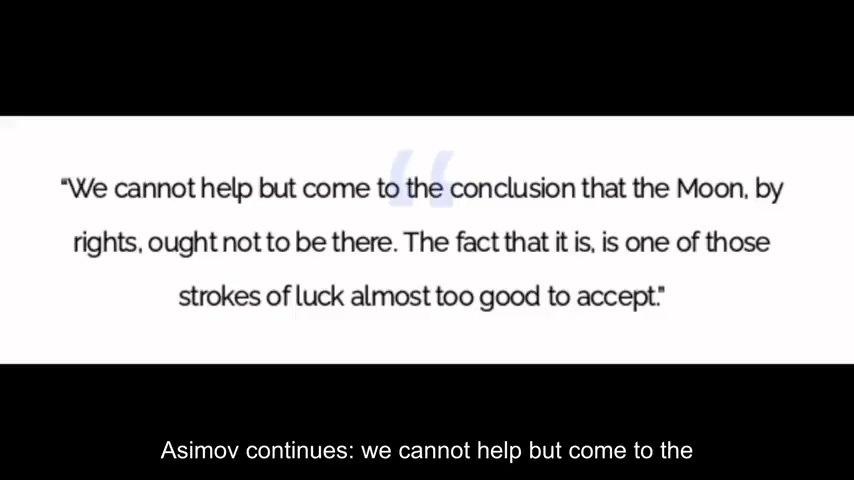 "We cannot help but come to the conclusion that the Moon, by
rights, ought not to be there. The fact that it is, is one of those
strokes of luck almost too good to accept."
Asimov continues: we cannot help but come to the